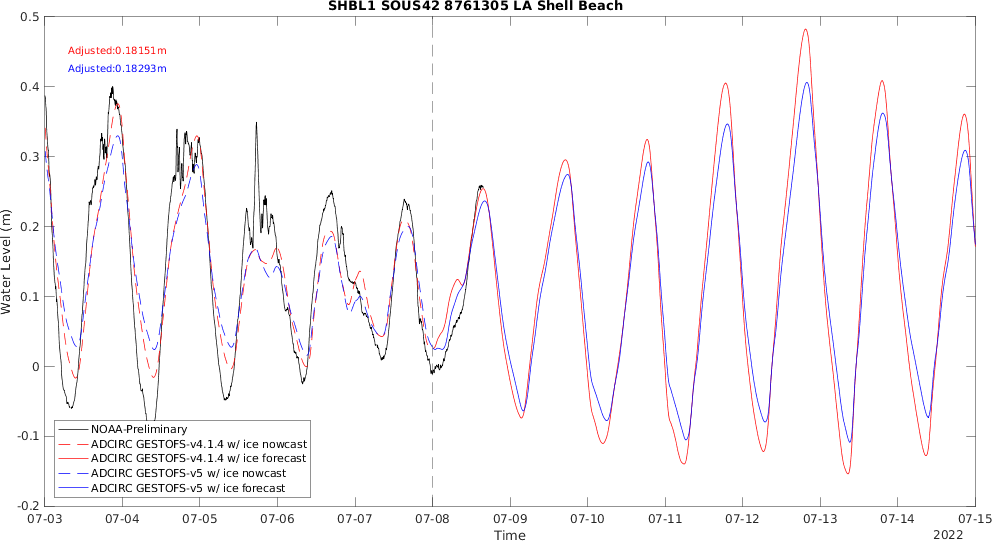 SHBL1 SOUS42 8761305 LA Shell Beach
Adjusted:0.18151m
Adjusted:0.18293m
Water Level (m)
0.5
0.4
0.3
0.2
0.1
0
-0.1
-0.2
NOAA-Preliminary
ADCIRC GESTOFS-v4.1.4 w/ ice nowcast
ADCIRC GESTOFS-v4.1.4 w/ ice forecast
ADCIRC GESTOFS-v5 w/ ice nowcast
ADCIRC GESTOFS-v5 w/ ice forecast
07-03 07-04 07-05 07-06 07-07 07-08 07-09 07-10 07-11 07-12 07-13 07-14 07-15
Time
2022